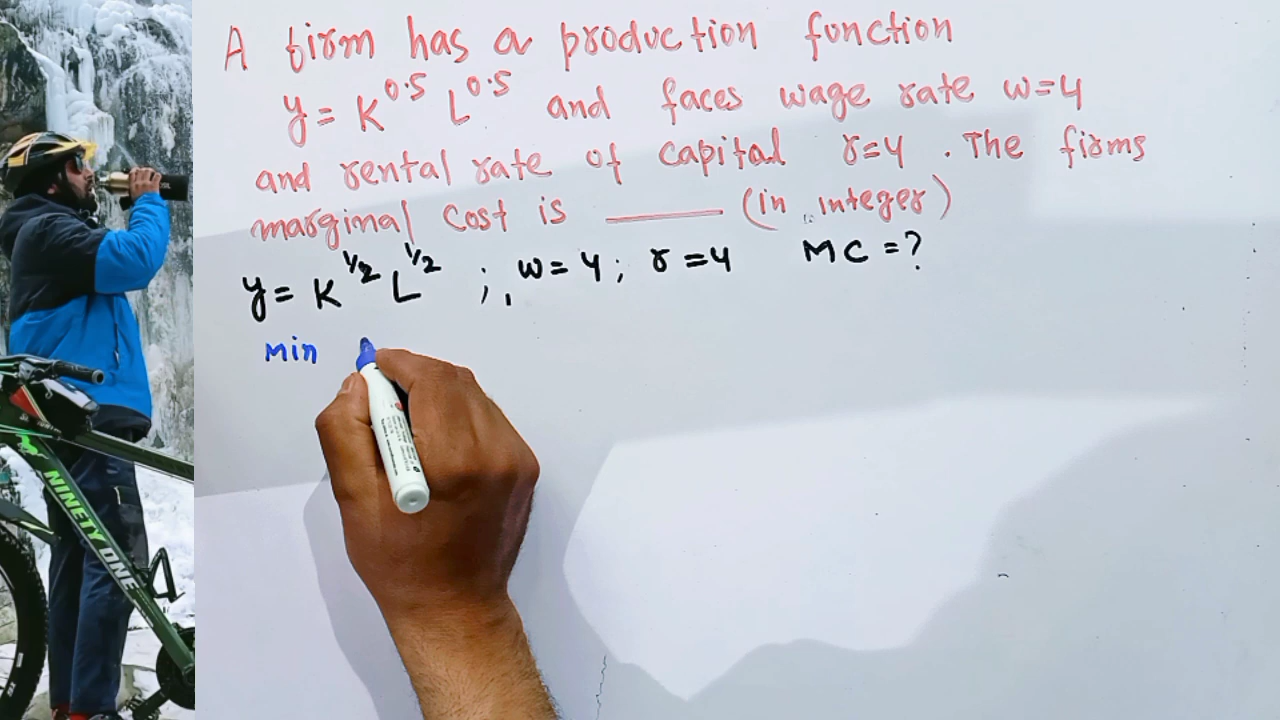 A firm has a production function
y = K^0.5 L^0.5 and faces wage rate w=4
and rental rate of capital r=4 . The firms
marginal cost is ______ (in integer)
y = K^1/2 L^1/2 ; w = 4 ; r = 4 MC = ?
Min
NINETY ONE